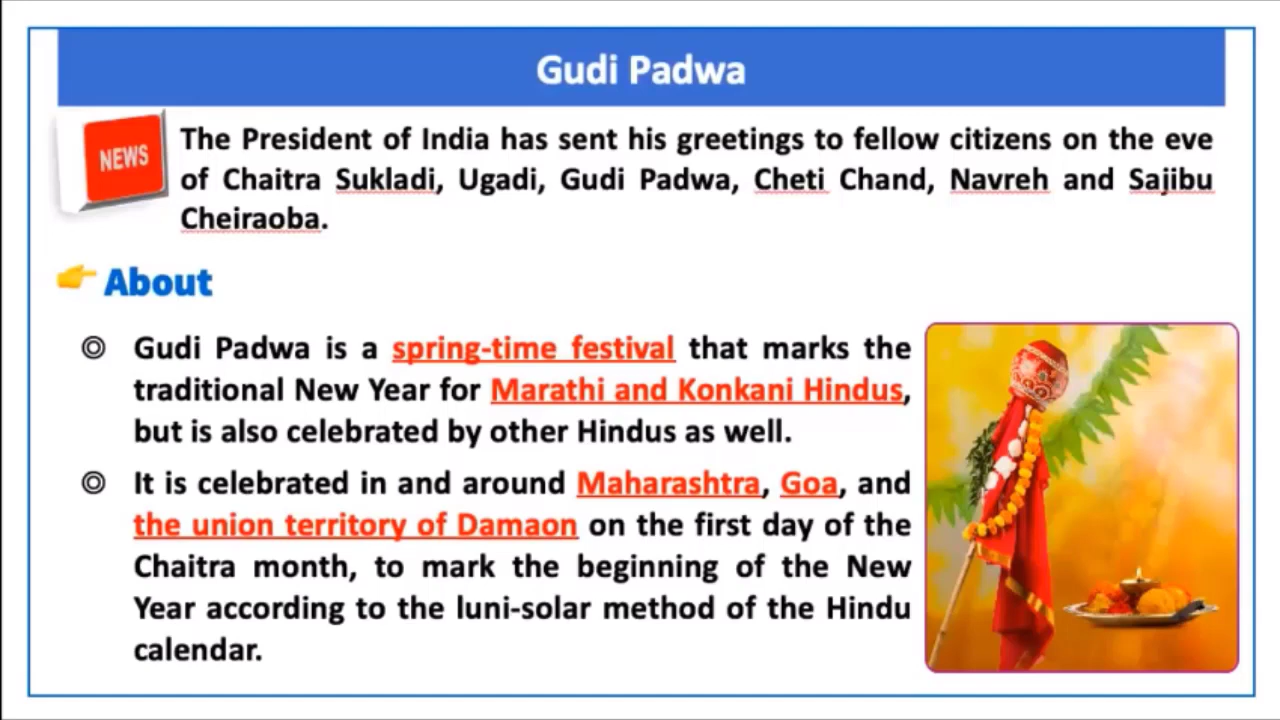 Gudi Padwa
NEWS
The President of India has sent his greetings to fellow citizens on the eve
of Chaitra Sukladi, Ugadi, Gudi Padwa, Cheti Chand, Navreh and Sajibu
Cheiraoba.
About
Gudi Padwa is a spring-time festival that marks the
traditional New Year for Marathi and Konkani Hindus,
but is also celebrated by other Hindus as well.
It is celebrated in and around Maharashtra, Goa, and
the union territory of Damaon on the first day of the
Chaitra month, to mark the beginning of the New
Year according to the luni-solar method of the Hindu
calendar.